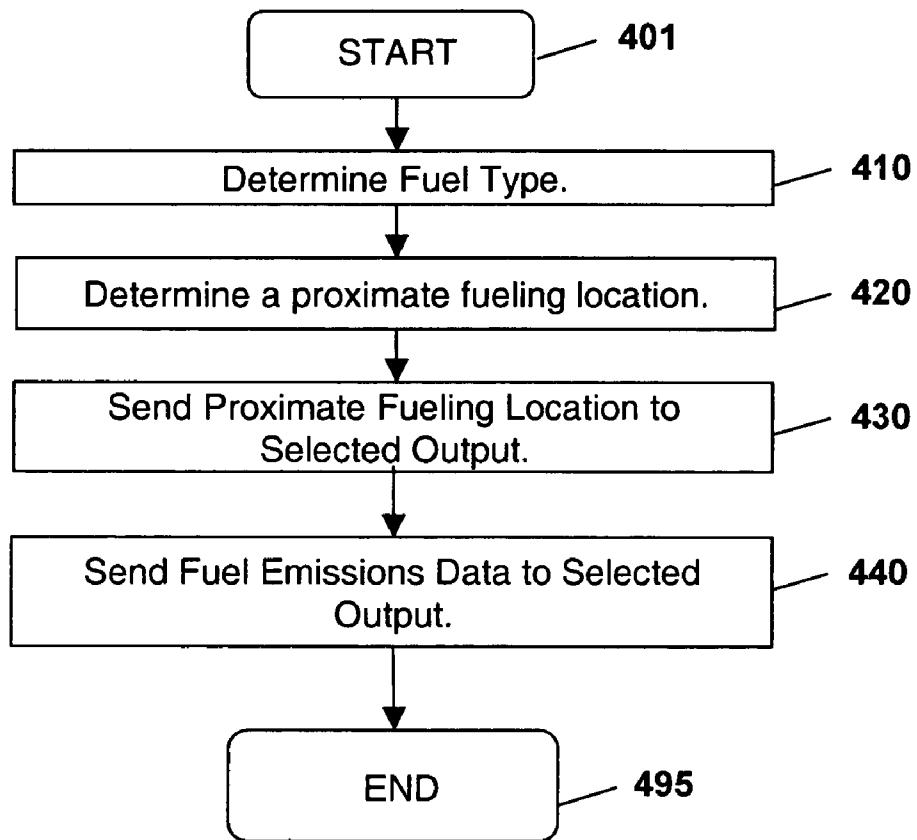 START
401
Determine Fuel Type.
410
Determine a proximate fueling location.
420
Send Proximate Fueling Location to
Selected Output.
430
Send Fuel Emissions Data to Selected
Output.
440
END
495